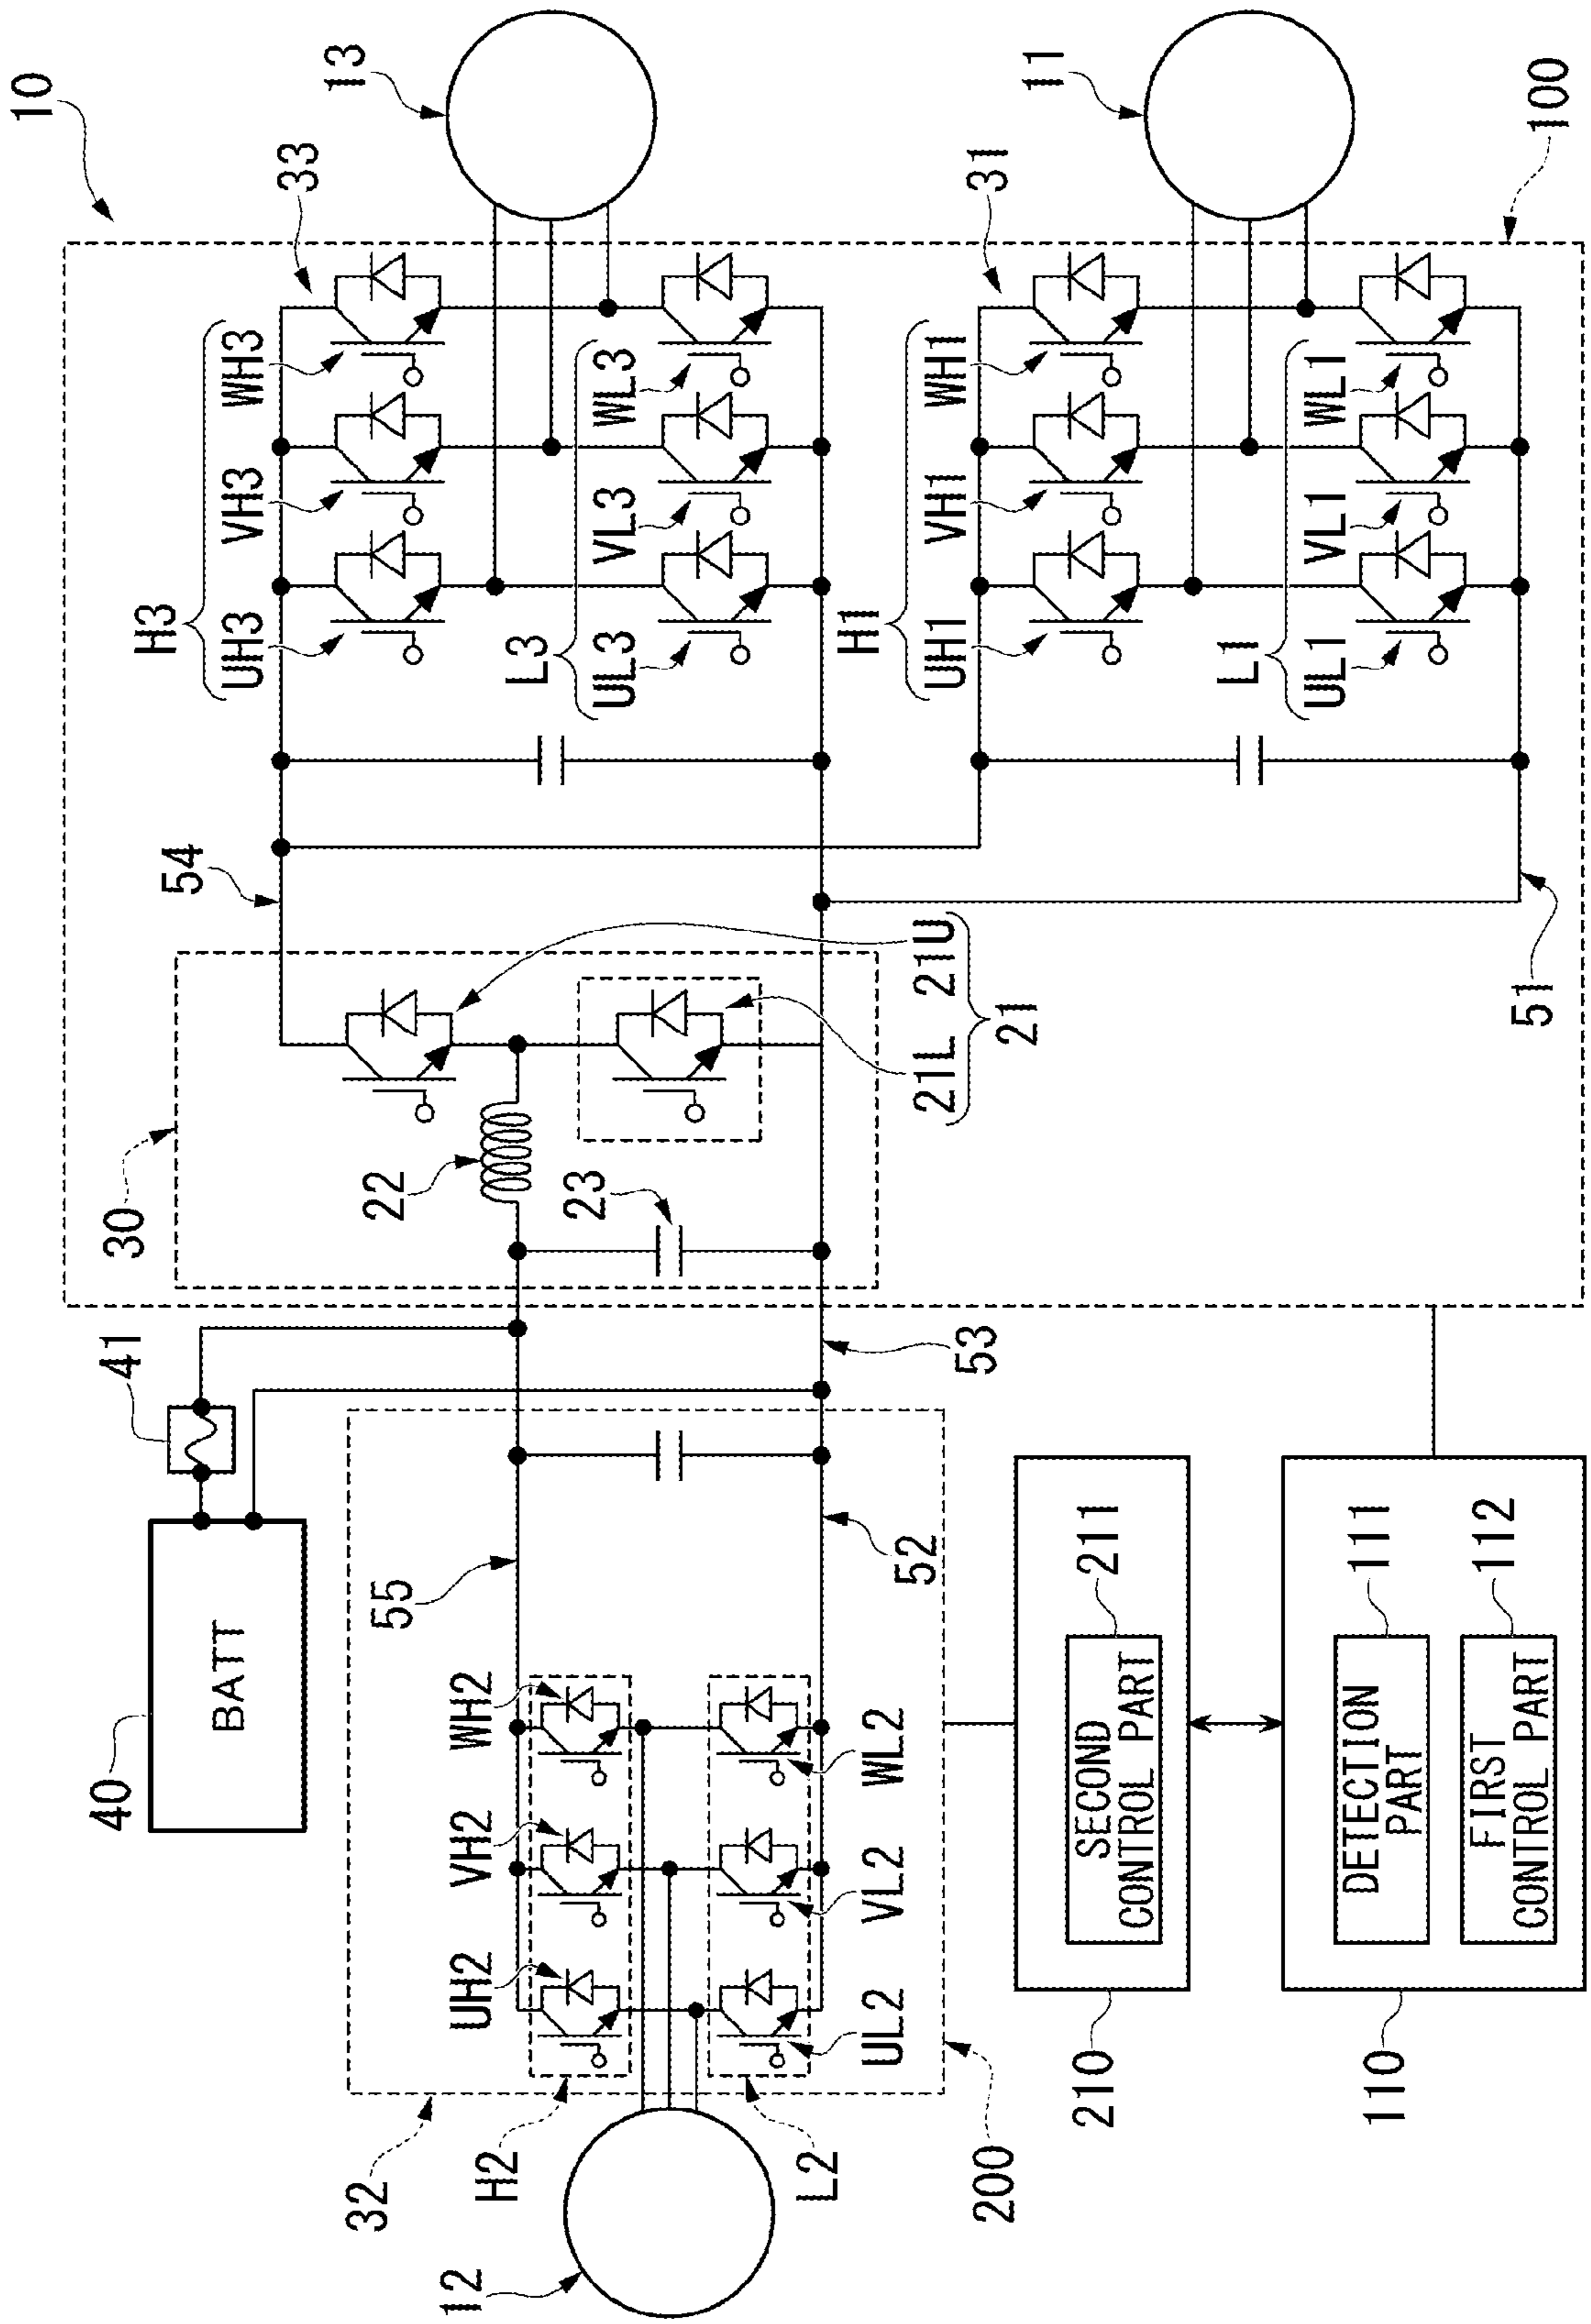 10
13
33
H3
UH3 VH3 WH3
L3
UL3 VL3 WL3
11
31
H1
UH1 VH1 WH1
L1
UL1 VL1 WL1
100
54
51
30
22
23
21L 21U
21
53
41
40
BATT
55
52
32
UH2 VH2 WH2
H2
L2
UL2 VL2 WL2
12
200
210
SECOND
CONTROL PART
211
110
DETECTION
PART
111
FIRST
CONTROL PART
112